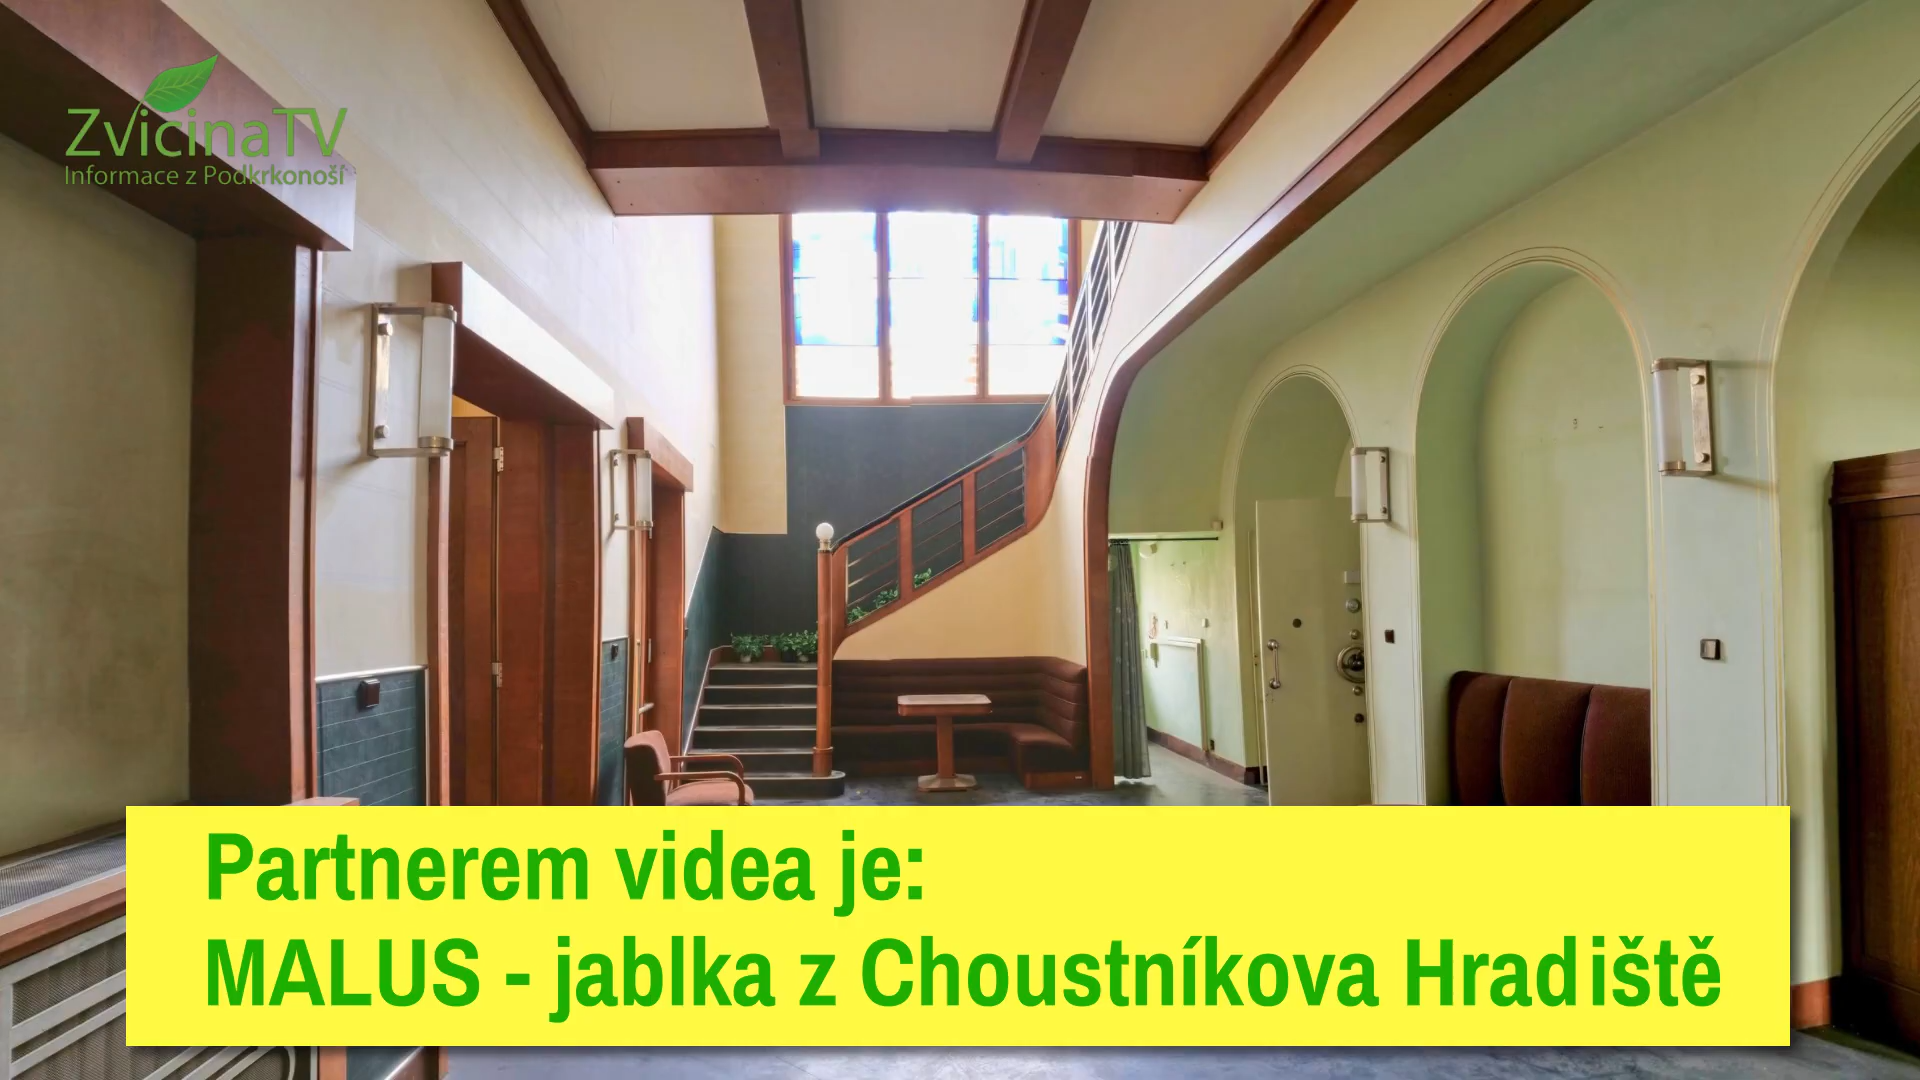 ZvicinaTV
Informace z Podkrkonoší
Partnerem videa je:
MALUS - jablka z Choustníkova Hradiště